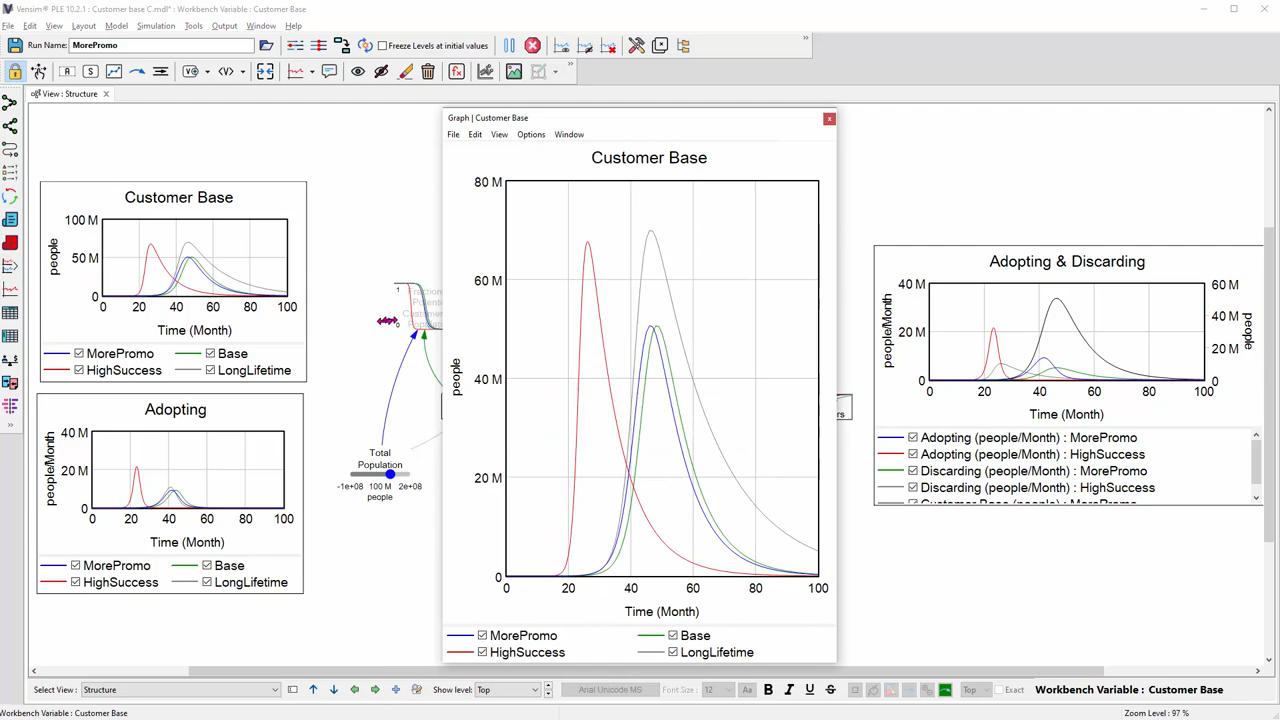 Vensim® PLE 10.2.1 : Customer base C.mdl* : Workbench Variable : Customer Base
File Edit View Layout Model Simulation Tools Output Window Help
Run Name: MorePromo Freeze Levels at initial values
View : Structure
Graph | Customer Base
File Edit View Options Window
Customer Base
80 M
60 M
40 M
20 M
0
people
0 20 40 60 80 100
Time (Month)
MorePromo Base
HighSuccess LongLifetime
Customer Base
100 M
50 M
0
people
0 20 40 60 80 100
Time (Month)
MorePromo Base
HighSuccess LongLifetime
Adopting
40 M
20 M
0
people/Month
0 20 40 60 80 100
Time (Month)
MorePromo Base
HighSuccess LongLifetime
1
0
Total
Population
-1e+08 100 M 2e+08
people
rs
Adopting & Discarding
40 M 60 M
40 M
20 M
20 M
0 0
people/Month
people
0 20 40 60 80 100
Time (Month)
Adopting (people/Month) : MorePromo
Adopting (people/Month) : HighSuccess
Discarding (people/Month) : MorePromo
Discarding (people/Month) : HighSuccess
Customer Base : MorePromo
Select View : Structure Show level: Top Arial Unicode MS Font Size : 12 Aa B I U S Top Exact Workbench Variable : Customer Base
Workbench Variable : Customer Base Zoom Level : 97 %